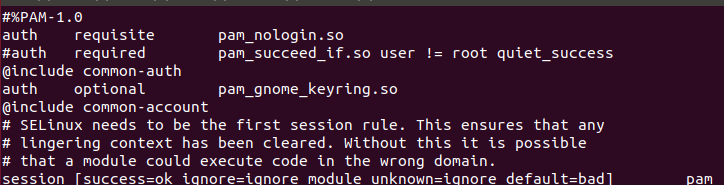 #%PAM-1.0
auth    requisite       pam_nologin.so
#auth   required        pam_succeed_if.so user != root quiet_success
@include common-auth
auth    optional        pam_gnome_keyring.so
@include common-account
# SELinux needs to be the first session rule. This ensures that any
# lingering context has been cleared. Without this it is possible
# that a module could execute code in the wrong domain.
session [success=ok ignore=ignore module_unknown=ignore default=bad]        pam